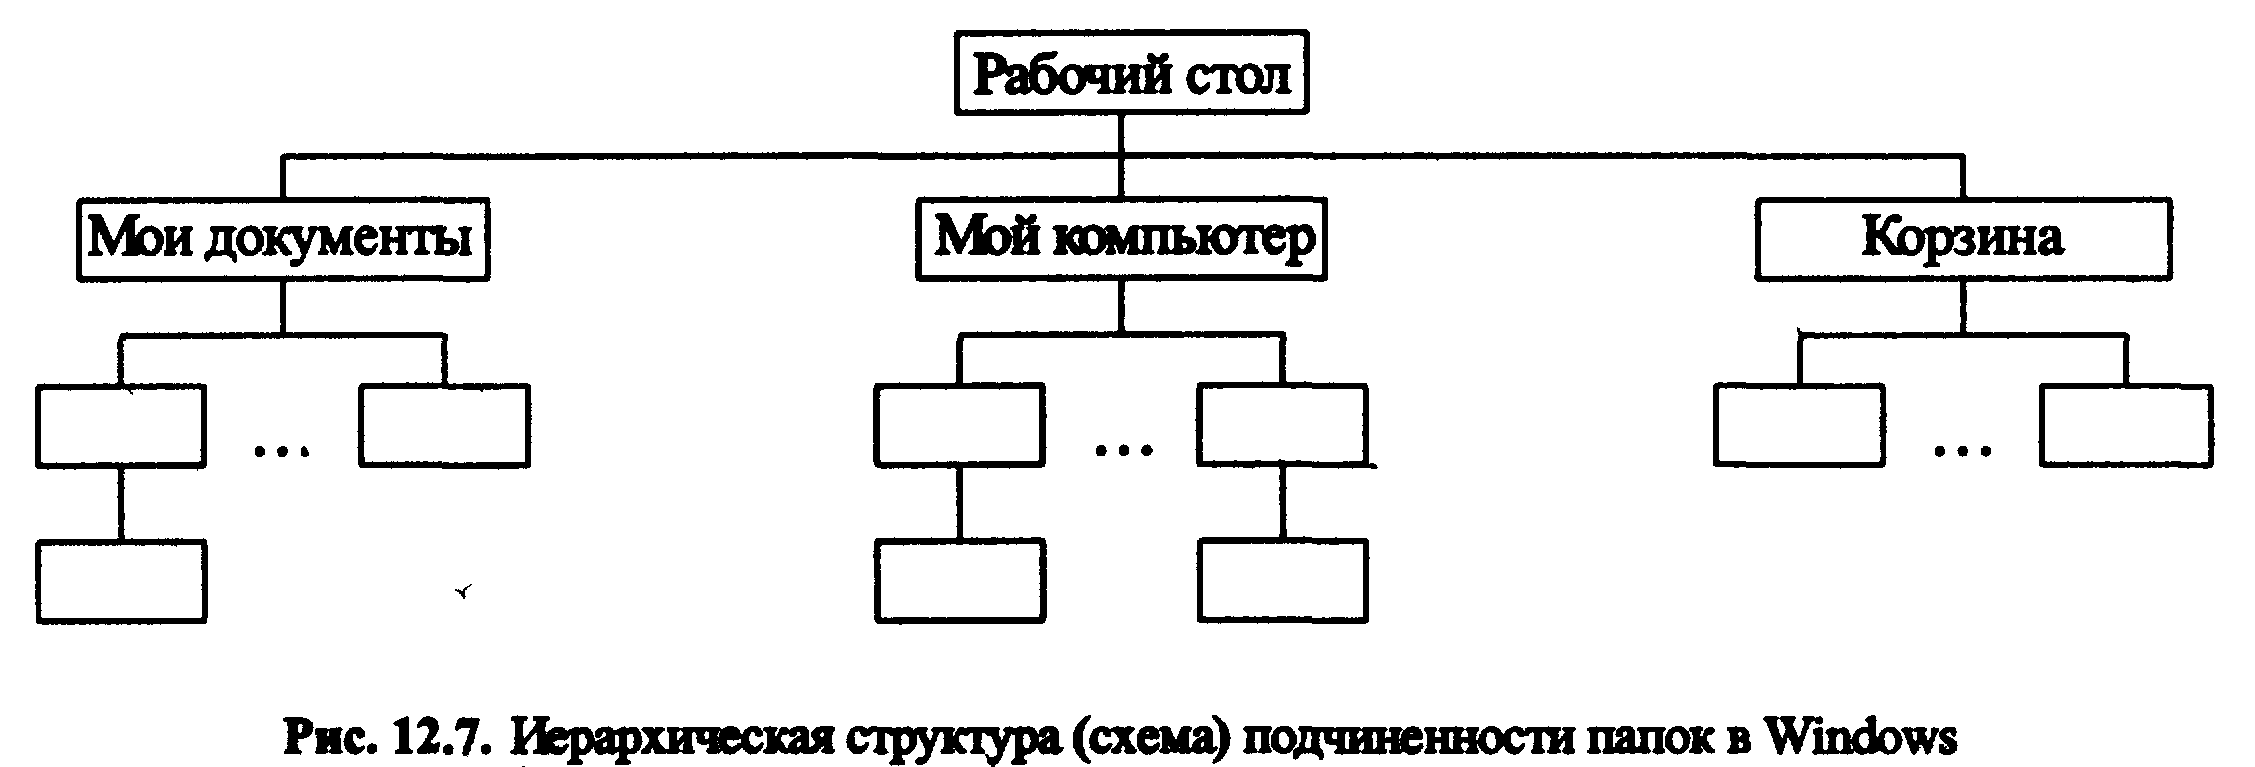 Рабочий стол
Мои документы
Мой компьютер
Корзина
...
...
...
Рис. 12.7. Иерархическая структура (схема) подчиненности папок в Windows